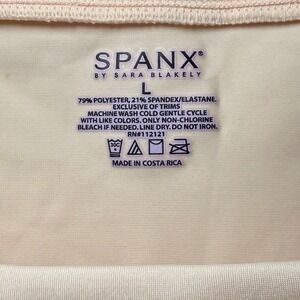 SPANX®
BY SARA BLAKELY
L
79% POLYESTER, 21% SPANDEX/ELASTANE.
EXCLUSIVE OF TRIMS
MACHINE WASH COLD GENTLE CYCLE
WITH LIKE COLORS. ONLY NON-CHLORINE
BLEACH IF NEEDED. LINE DRY. DO NOT IRON.
RN#112121
MADE IN COSTA RICA